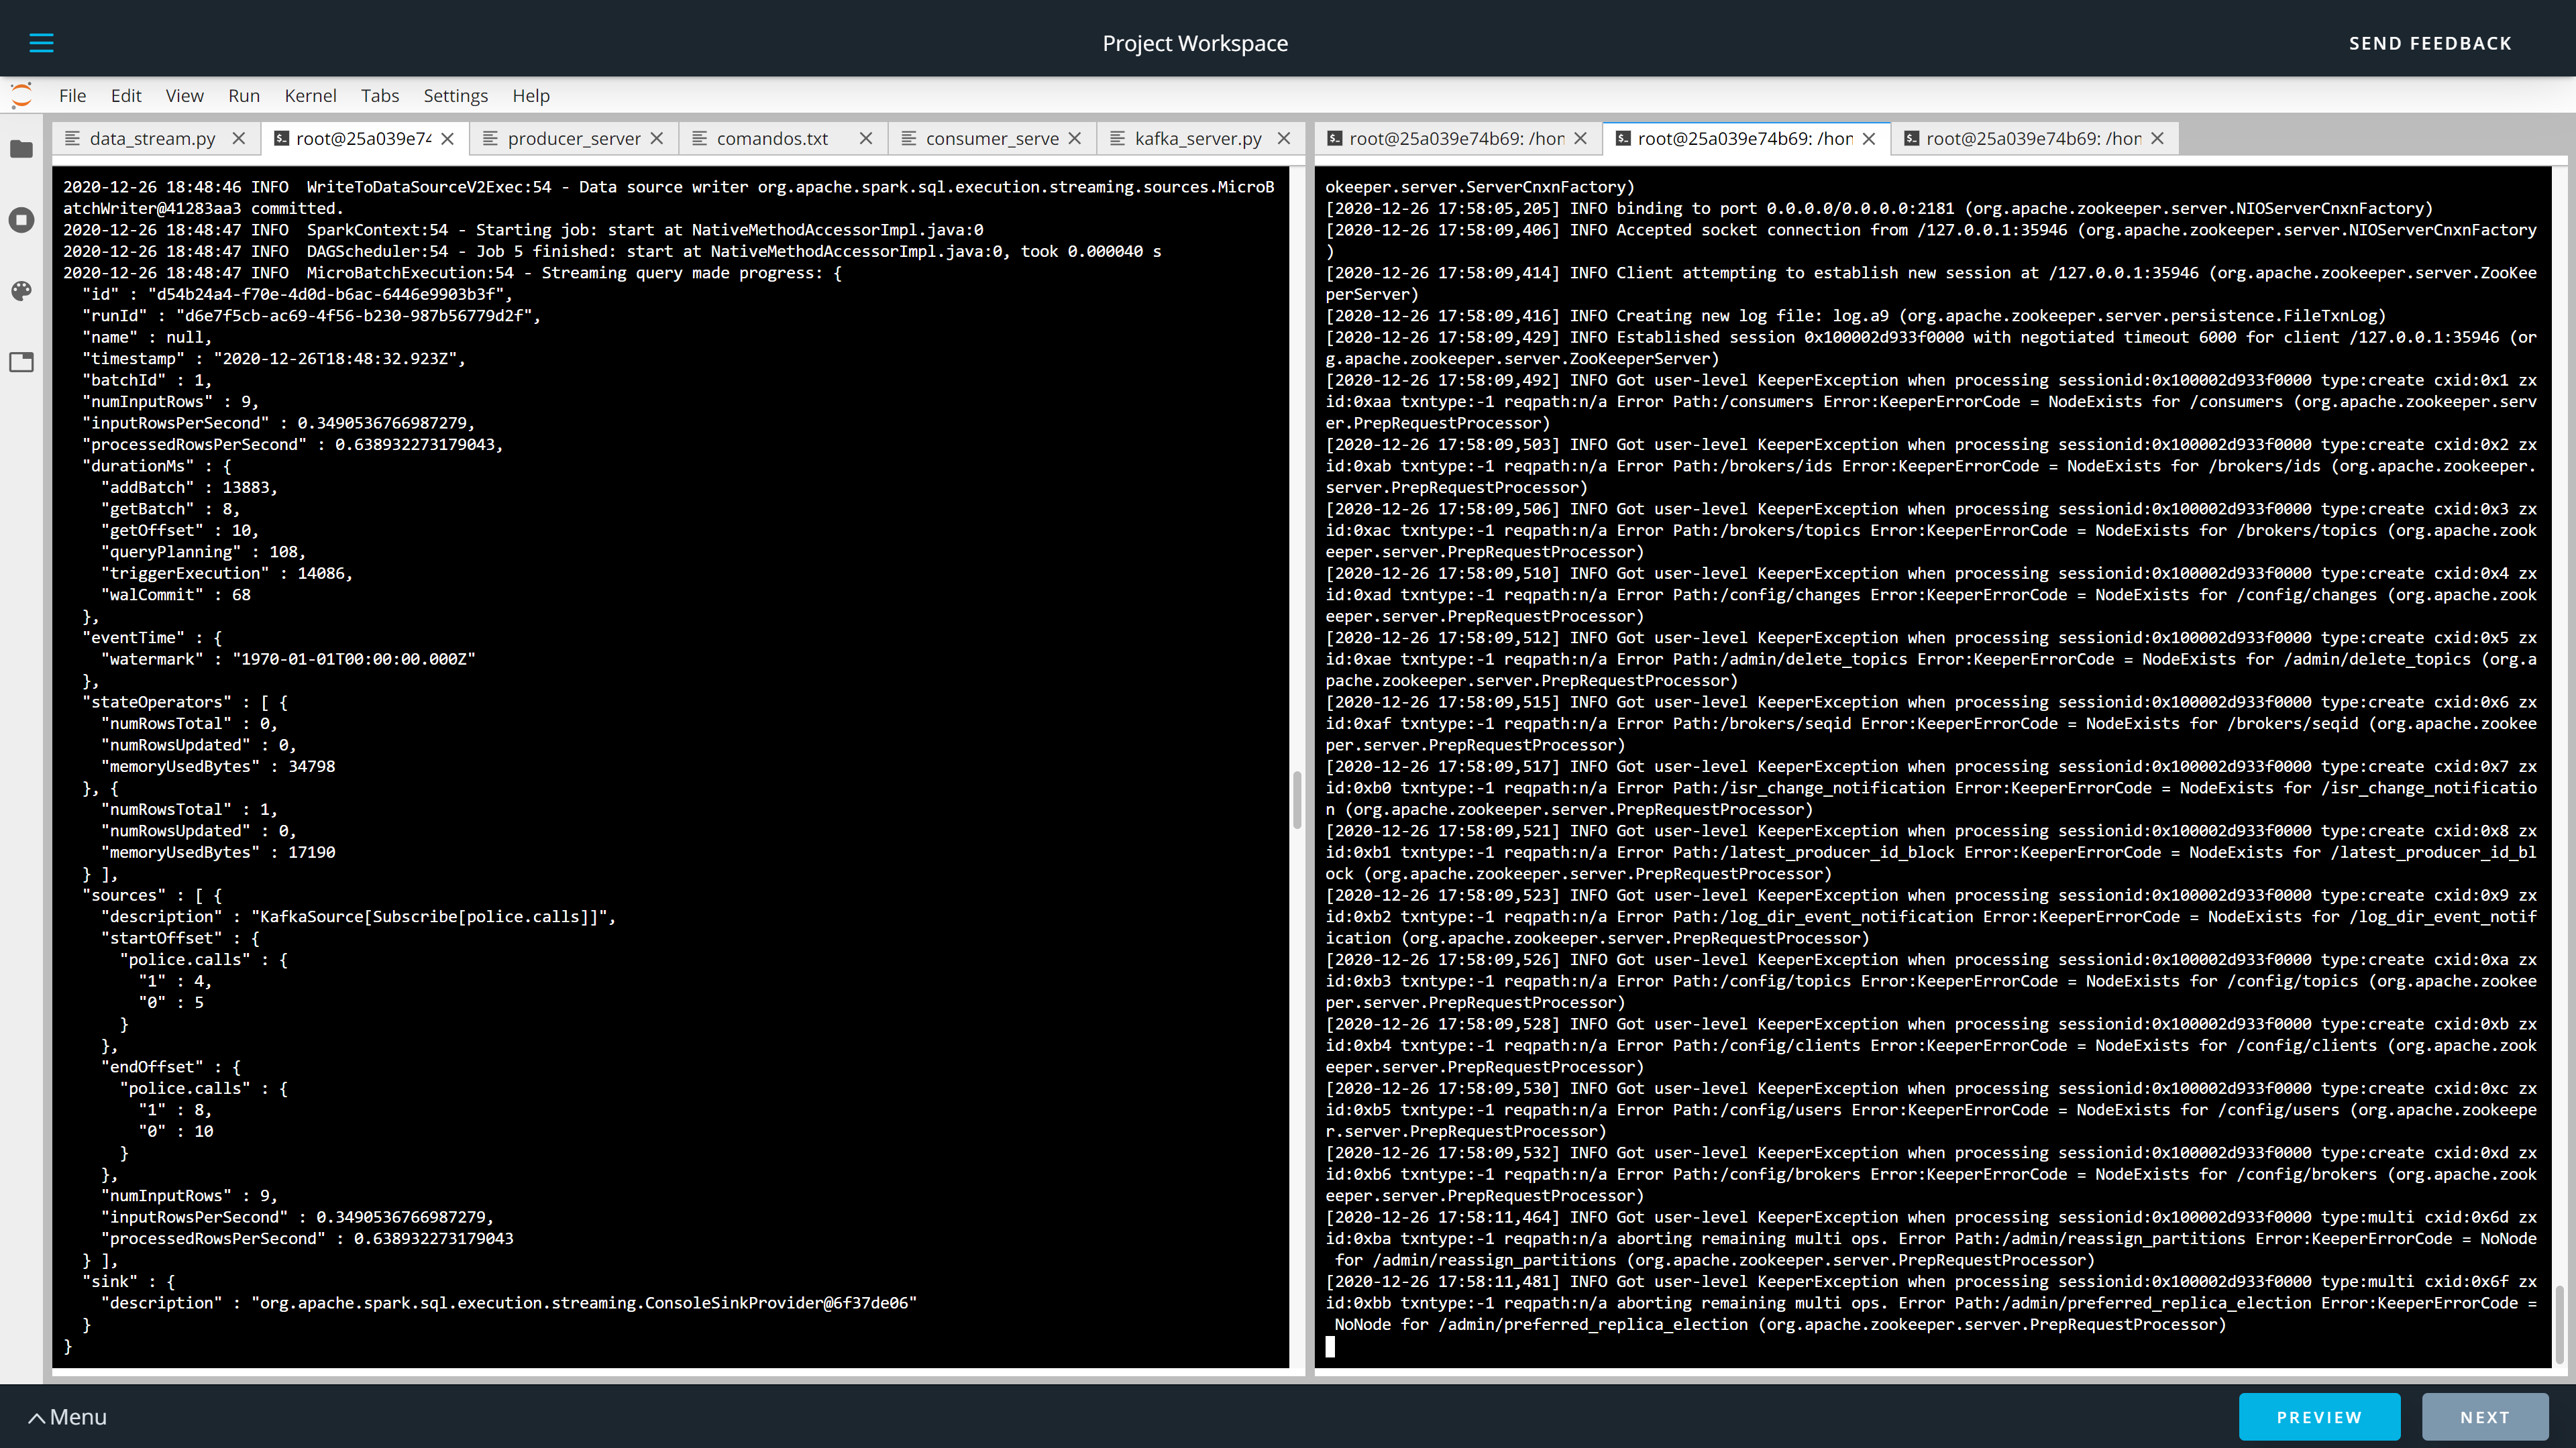 Project Workspace
SEND FEEDBACK
File Edit View Run Kernel Tabs Settings Help
data_stream.py
root@25a039e74
producer_server
comandos.txt
consumer_serve
kafka_server.py
root@25a039e74b69: /hon
root@25a039e74b69: /hon
root@25a039e74b69: /hon
2020-12-26 18:48:46 INFO  WriteToDataSourceV2Exec:54 - Data source writer org.apache.spark.sql.execution.streaming.sources.MicroB
atchWriter@41283aa3 committed.
2020-12-26 18:48:47 INFO  SparkContext:54 - Starting job: start at NativeMethodAccessorImpl.java:0
2020-12-26 18:48:47 INFO  DAGScheduler:54 - Job 5 finished: start at NativeMethodAccessorImpl.java:0, took 0.000040 s
2020-12-26 18:48:47 INFO  MicroBatchExecution:54 - Streaming query made progress: {
  "id" : "d54b24a4-f70e-4d0d-b6ac-6446e9903b3f",
  "runId" : "d6e7f5cb-ac69-4f56-b230-987b56779d2f",
  "name" : null,
  "timestamp" : "2020-12-26T18:48:32.923Z",
  "batchId" : 1,
  "numInputRows" : 9,
  "inputRowsPerSecond" : 0.3490536766987279,
  "processedRowsPerSecond" : 0.638932273179043,
  "durationMs" : {
    "addBatch" : 13883,
    "getBatch" : 8,
    "getOffset" : 10,
    "queryPlanning" : 108,
    "triggerExecution" : 14086,
    "walCommit" : 68
  },
  "eventTime" : {
    "watermark" : "1970-01-01T00:00:00.000Z"
  },
  "stateOperators" : [ {
    "numRowsTotal" : 0,
    "numRowsUpdated" : 0,
    "memoryUsedBytes" : 34798
  }, {
    "numRowsTotal" : 1,
    "numRowsUpdated" : 0,
    "memoryUsedBytes" : 17190
  } ],
  "sources" : [ {
    "description" : "KafkaSource[Subscribe[police.calls]]",
    "startOffset" : {
      "police.calls" : {
        "1" : 4,
        "0" : 5
      }
    },
    "endOffset" : {
      "police.calls" : {
        "1" : 8,
        "0" : 10
      }
    },
    "numInputRows" : 9,
    "inputRowsPerSecond" : 0.3490536766987279,
    "processedRowsPerSecond" : 0.638932273179043
  } ],
  "sink" : {
    "description" : "org.apache.spark.sql.execution.streaming.ConsoleSinkProvider@6f37de06"
  }
}
okeeper.server.ServerCnxnFactory)
[2020-12-26 17:58:05,205] INFO binding to port 0.0.0.0/0.0.0.0:2181 (org.apache.zookeeper.server.NIOServerCnxnFactory)
[2020-12-26 17:58:09,406] INFO Accepted socket connection from /127.0.0.1:35946 (org.apache.zookeeper.server.NIOServerCnxnFactory
)
[2020-12-26 17:58:09,414] INFO Client attempting to establish new session at /127.0.0.1:35946 (org.apache.zookeeper.server.ZooKee
perServer)
[2020-12-26 17:58:09,416] INFO Creating new log file: log.a9 (org.apache.zookeeper.server.persistence.FileTxnLog)
[2020-12-26 17:58:09,429] INFO Established session 0x100002d933f0000 with negotiated timeout 6000 for client /127.0.0.1:35946 (or
g.apache.zookeeper.server.ZooKeeperServer)
[2020-12-26 17:58:09,492] INFO Got user-level KeeperException when processing sessionid:0x100002d933f0000 type:create cxid:0x1 zx
id:0xaa txntype:-1 reqpath:n/a Error Path:/consumers Error:KeeperErrorCode = NodeExists for /consumers (org.apache.zookeeper.serv
er.PrepRequestProcessor)
[2020-12-26 17:58:09,503] INFO Got user-level KeeperException when processing sessionid:0x100002d933f0000 type:create cxid:0x2 zx
id:0xab txntype:-1 reqpath:n/a Error Path:/brokers/ids Error:KeeperErrorCode = NodeExists for /brokers/ids (org.apache.zookeeper.
server.PrepRequestProcessor)
[2020-12-26 17:58:09,506] INFO Got user-level KeeperException when processing sessionid:0x100002d933f0000 type:create cxid:0x3 zx
id:0xac txntype:-1 reqpath:n/a Error Path:/brokers/topics Error:KeeperErrorCode = NodeExists for /brokers/topics (org.apache.zook
eeper.server.PrepRequestProcessor)
[2020-12-26 17:58:09,510] INFO Got user-level KeeperException when processing sessionid:0x100002d933f0000 type:create cxid:0x4 zx
id:0xad txntype:-1 reqpath:n/a Error Path:/config/changes Error:KeeperErrorCode = NodeExists for /config/changes (org.apache.zook
eeper.server.PrepRequestProcessor)
[2020-12-26 17:58:09,512] INFO Got user-level KeeperException when processing sessionid:0x100002d933f0000 type:create cxid:0x5 zx
id:0xae txntype:-1 reqpath:n/a Error Path:/admin/delete_topics Error:KeeperErrorCode = NodeExists for /admin/delete_topics (org.a
pache.zookeeper.server.PrepRequestProcessor)
[2020-12-26 17:58:09,515] INFO Got user-level KeeperException when processing sessionid:0x100002d933f0000 type:create cxid:0x6 zx
id:0xaf txntype:-1 reqpath:n/a Error Path:/brokers/seqid Error:KeeperErrorCode = NodeExists for /brokers/seqid (org.apache.zookee
per.server.PrepRequestProcessor)
[2020-12-26 17:58:09,517] INFO Got user-level KeeperException when processing sessionid:0x100002d933f0000 type:create cxid:0x7 zx
id:0xb0 txntype:-1 reqpath:n/a Error Path:/isr_change_notification Error:KeeperErrorCode = NodeExists for /isr_change_notificatio
n (org.apache.zookeeper.server.PrepRequestProcessor)
[2020-12-26 17:58:09,521] INFO Got user-level KeeperException when processing sessionid:0x100002d933f0000 type:create cxid:0x8 zx
id:0xb1 txntype:-1 reqpath:n/a Error Path:/latest_producer_id_block Error:KeeperErrorCode = NodeExists for /latest_producer_id_bl
ock (org.apache.zookeeper.server.PrepRequestProcessor)
[2020-12-26 17:58:09,523] INFO Got user-level KeeperException when processing sessionid:0x100002d933f0000 type:create cxid:0x9 zx
id:0xb2 txntype:-1 reqpath:n/a Error Path:/log_dir_event_notification Error:KeeperErrorCode = NodeExists for /log_dir_event_notif
ication (org.apache.zookeeper.server.PrepRequestProcessor)
[2020-12-26 17:58:09,526] INFO Got user-level KeeperException when processing sessionid:0x100002d933f0000 type:create cxid:0xa zx
id:0xb3 txntype:-1 reqpath:n/a Error Path:/config/topics Error:KeeperErrorCode = NodeExists for /config/topics (org.apache.zookee
per.server.PrepRequestProcessor)
[2020-12-26 17:58:09,528] INFO Got user-level KeeperException when processing sessionid:0x100002d933f0000 type:create cxid:0xb zx
id:0xb4 txntype:-1 reqpath:n/a Error Path:/config/clients Error:KeeperErrorCode = NodeExists for /config/clients (org.apache.zook
eeper.server.PrepRequestProcessor)
[2020-12-26 17:58:09,530] INFO Got user-level KeeperException when processing sessionid:0x100002d933f0000 type:create cxid:0xc zx
id:0xb5 txntype:-1 reqpath:n/a Error Path:/config/users Error:KeeperErrorCode = NodeExists for /config/users (org.apache.zookeepe
r.server.PrepRequestProcessor)
[2020-12-26 17:58:09,532] INFO Got user-level KeeperException when processing sessionid:0x100002d933f0000 type:create cxid:0xd zx
id:0xb6 txntype:-1 reqpath:n/a Error Path:/config/brokers Error:KeeperErrorCode = NodeExists for /config/brokers (org.apache.zook
eeper.server.PrepRequestProcessor)
[2020-12-26 17:58:11,464] INFO Got user-level KeeperException when processing sessionid:0x100002d933f0000 type:multi cxid:0x6d zx
id:0xba txntype:-1 reqpath:n/a aborting remaining multi ops. Error Path:/admin/reassign_partitions Error:KeeperErrorCode = NoNode
 for /admin/reassign_partitions (org.apache.zookeeper.server.PrepRequestProcessor)
[2020-12-26 17:58:11,481] INFO Got user-level KeeperException when processing sessionid:0x100002d933f0000 type:multi cxid:0x6f zx
id:0xbb txntype:-1 reqpath:n/a aborting remaining multi ops. Error Path:/admin/preferred_replica_election Error:KeeperErrorCode =
 NoNode for /admin/preferred_replica_election (org.apache.zookeeper.server.PrepRequestProcessor)
Menu
PREVIEW
NEXT